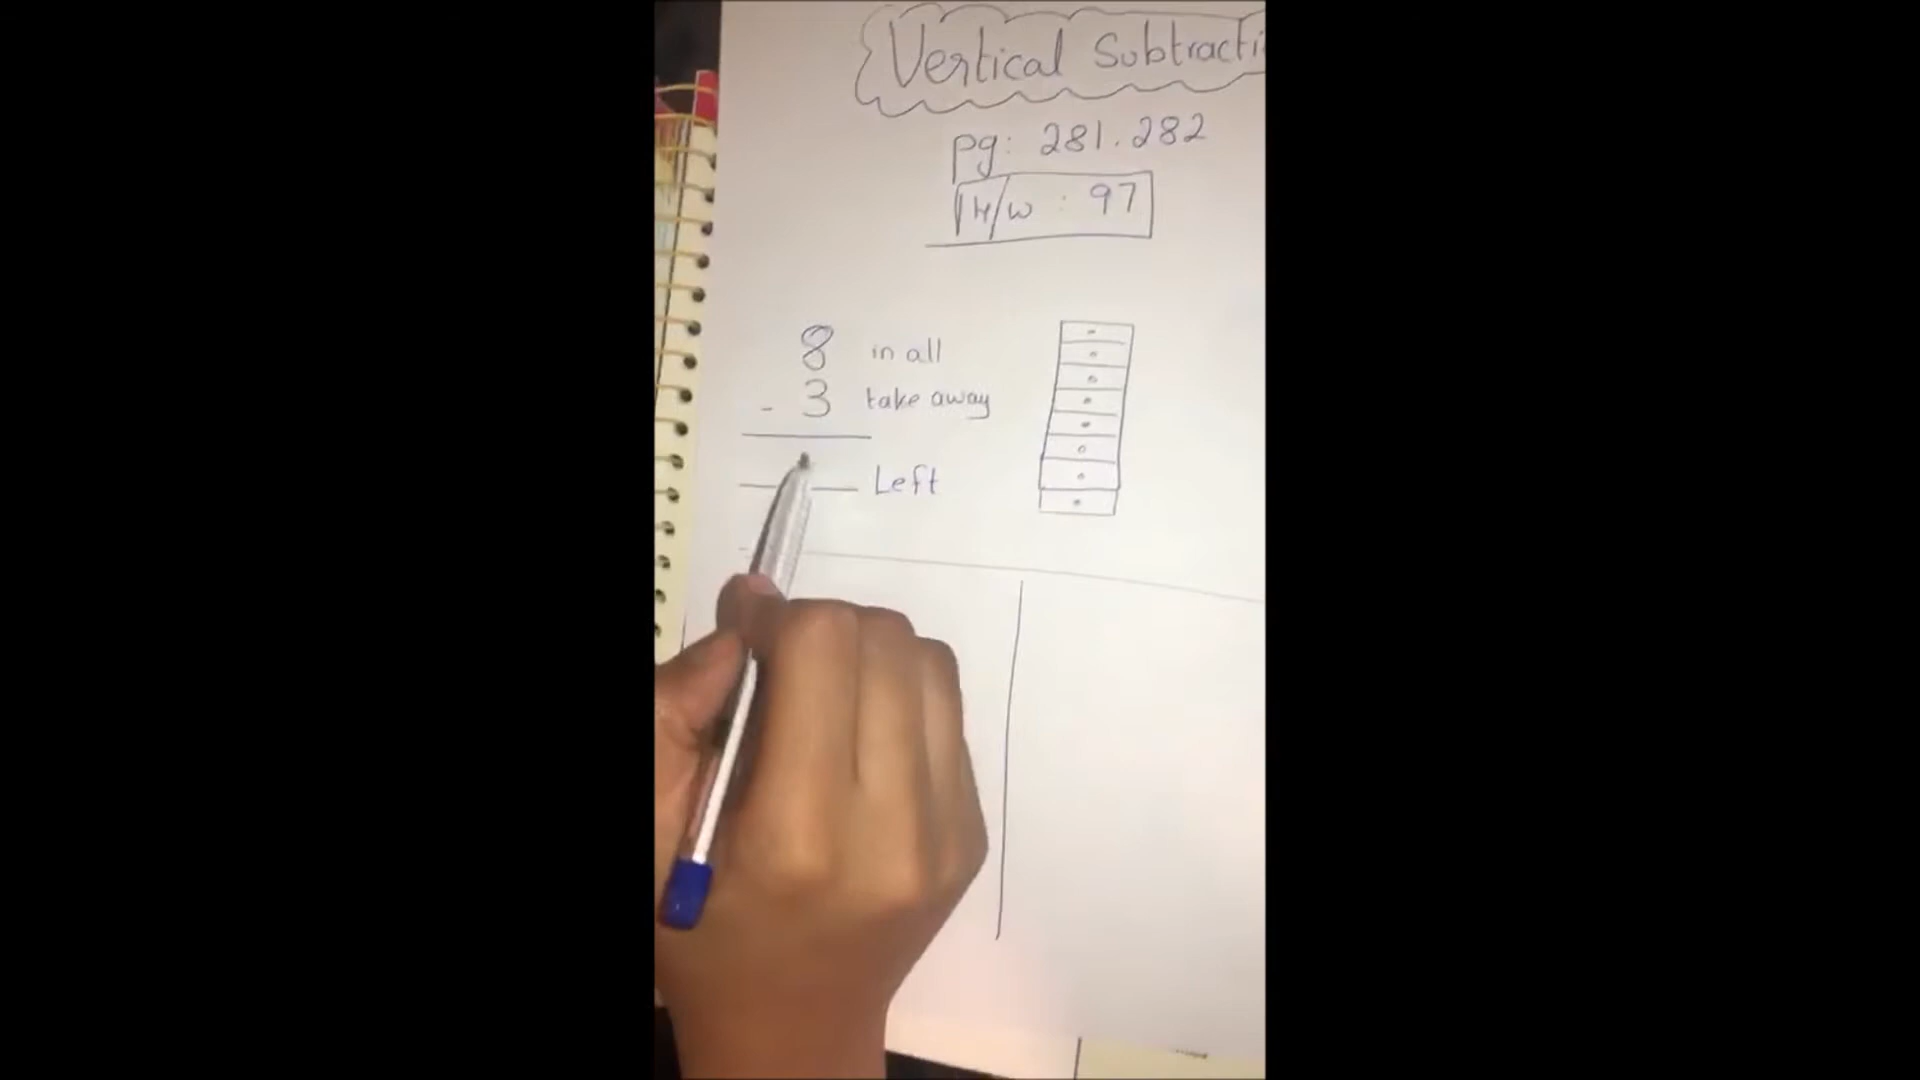 Vertical Subtracti
pg: 281.282
H/W : 97
8 in all
- 3 take away
Left